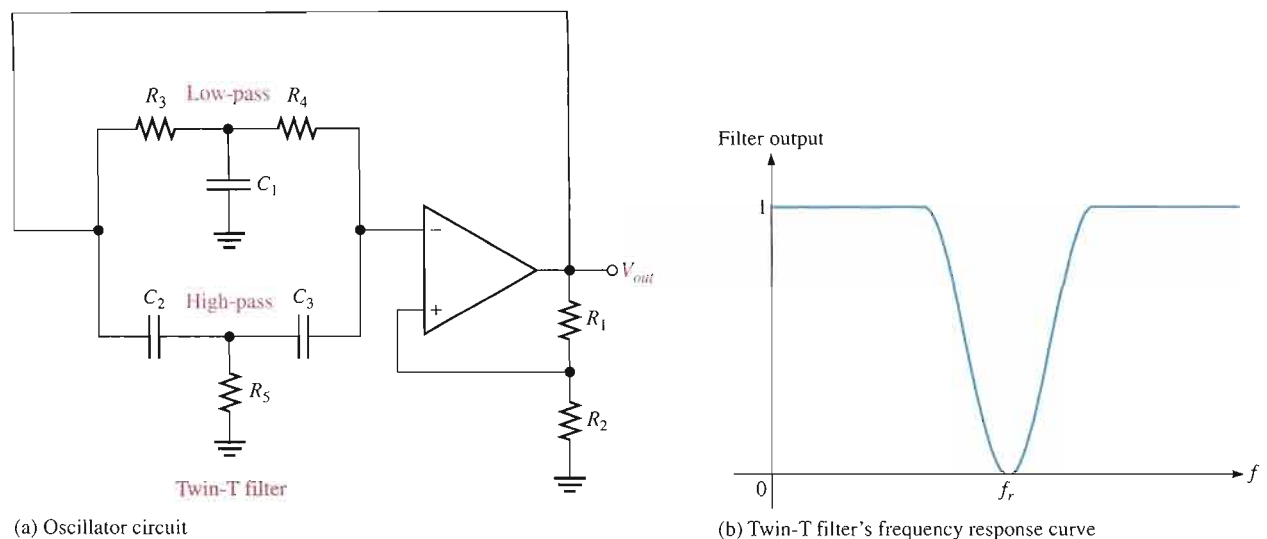 R3
Low-pass
R4
C1
C2
High-pass
C3
R5
Twin-T filter
−
+
Vout
R1
R2
(a) Oscillator circuit
Filter output
1
0
fr
f
(b) Twin-T filter's frequency response curve